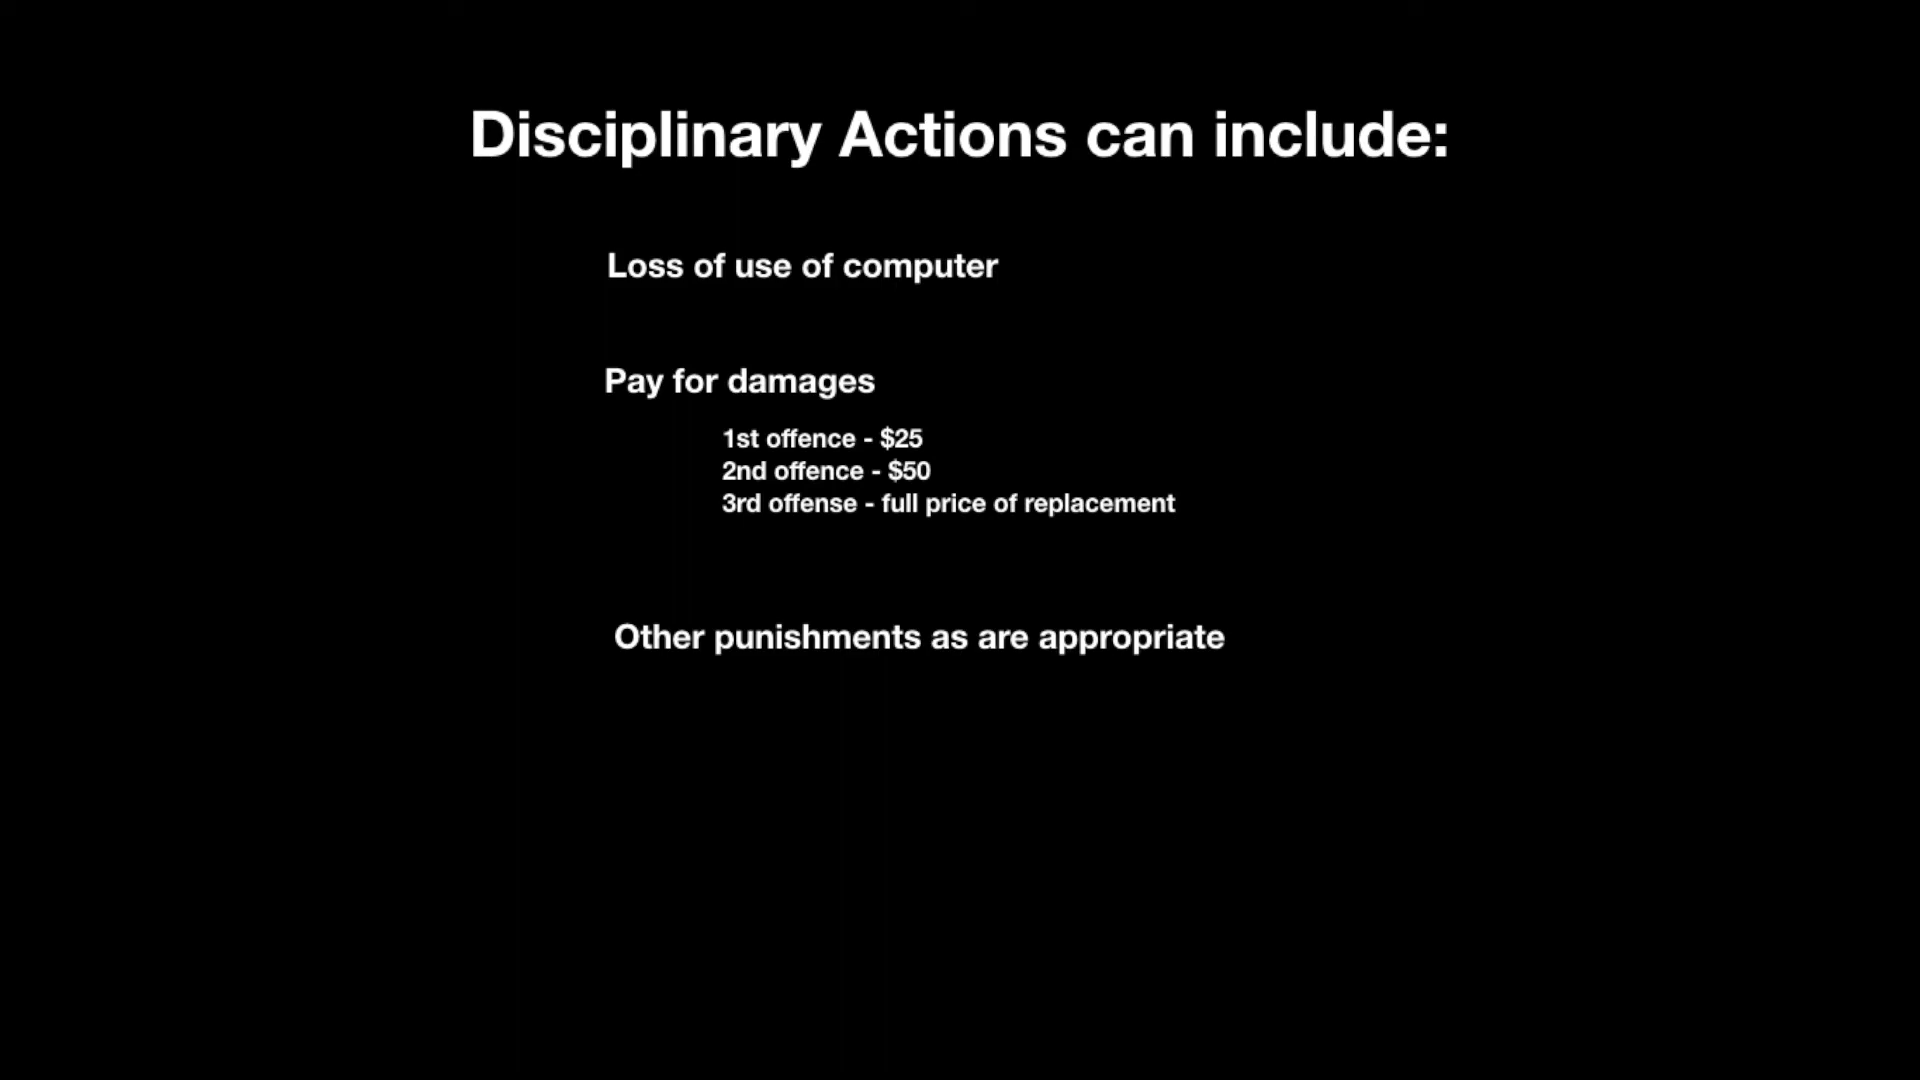 Disciplinary Actions can include:
Loss of use of computer
Pay for damages
1st offence - $25
2nd offence - $50
3rd offense - full price of replacement
Other punishments as are appropriate